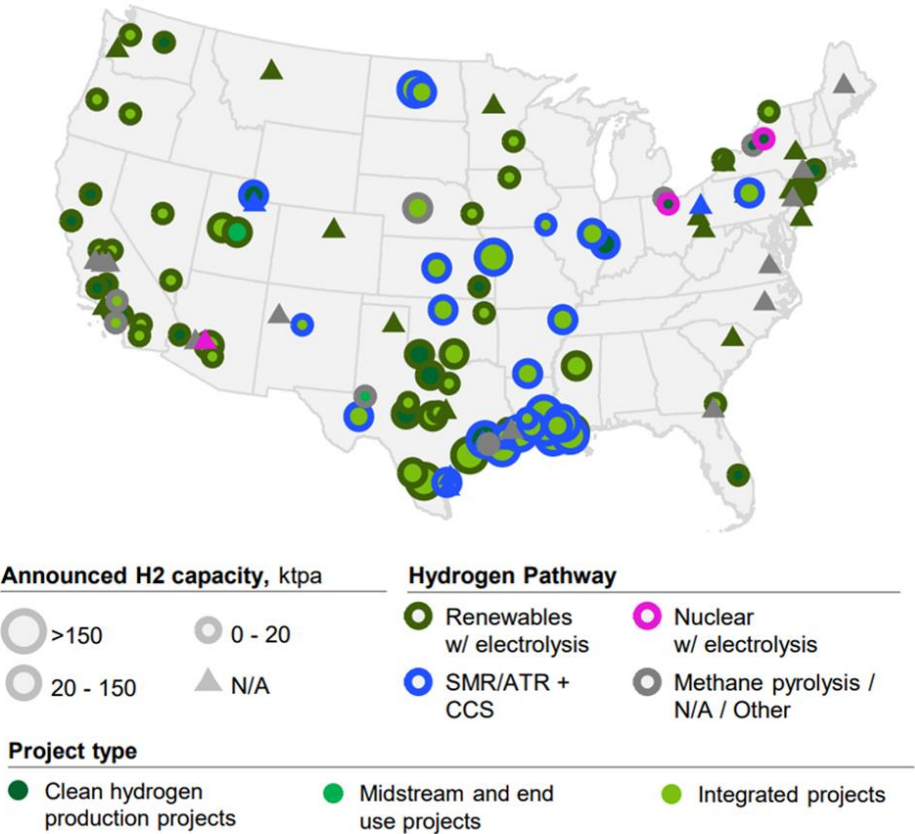 Announced H2 capacity, ktpa
>150
0 - 20
20 - 150
N/A
Hydrogen Pathway
Renewables
w/ electrolysis
Nuclear
w/ electrolysis
SMR/ATR +
CCS
Methane pyrolysis /
N/A / Other
Project type
Clean hydrogen
production projects
Midstream and end
use projects
Integrated projects